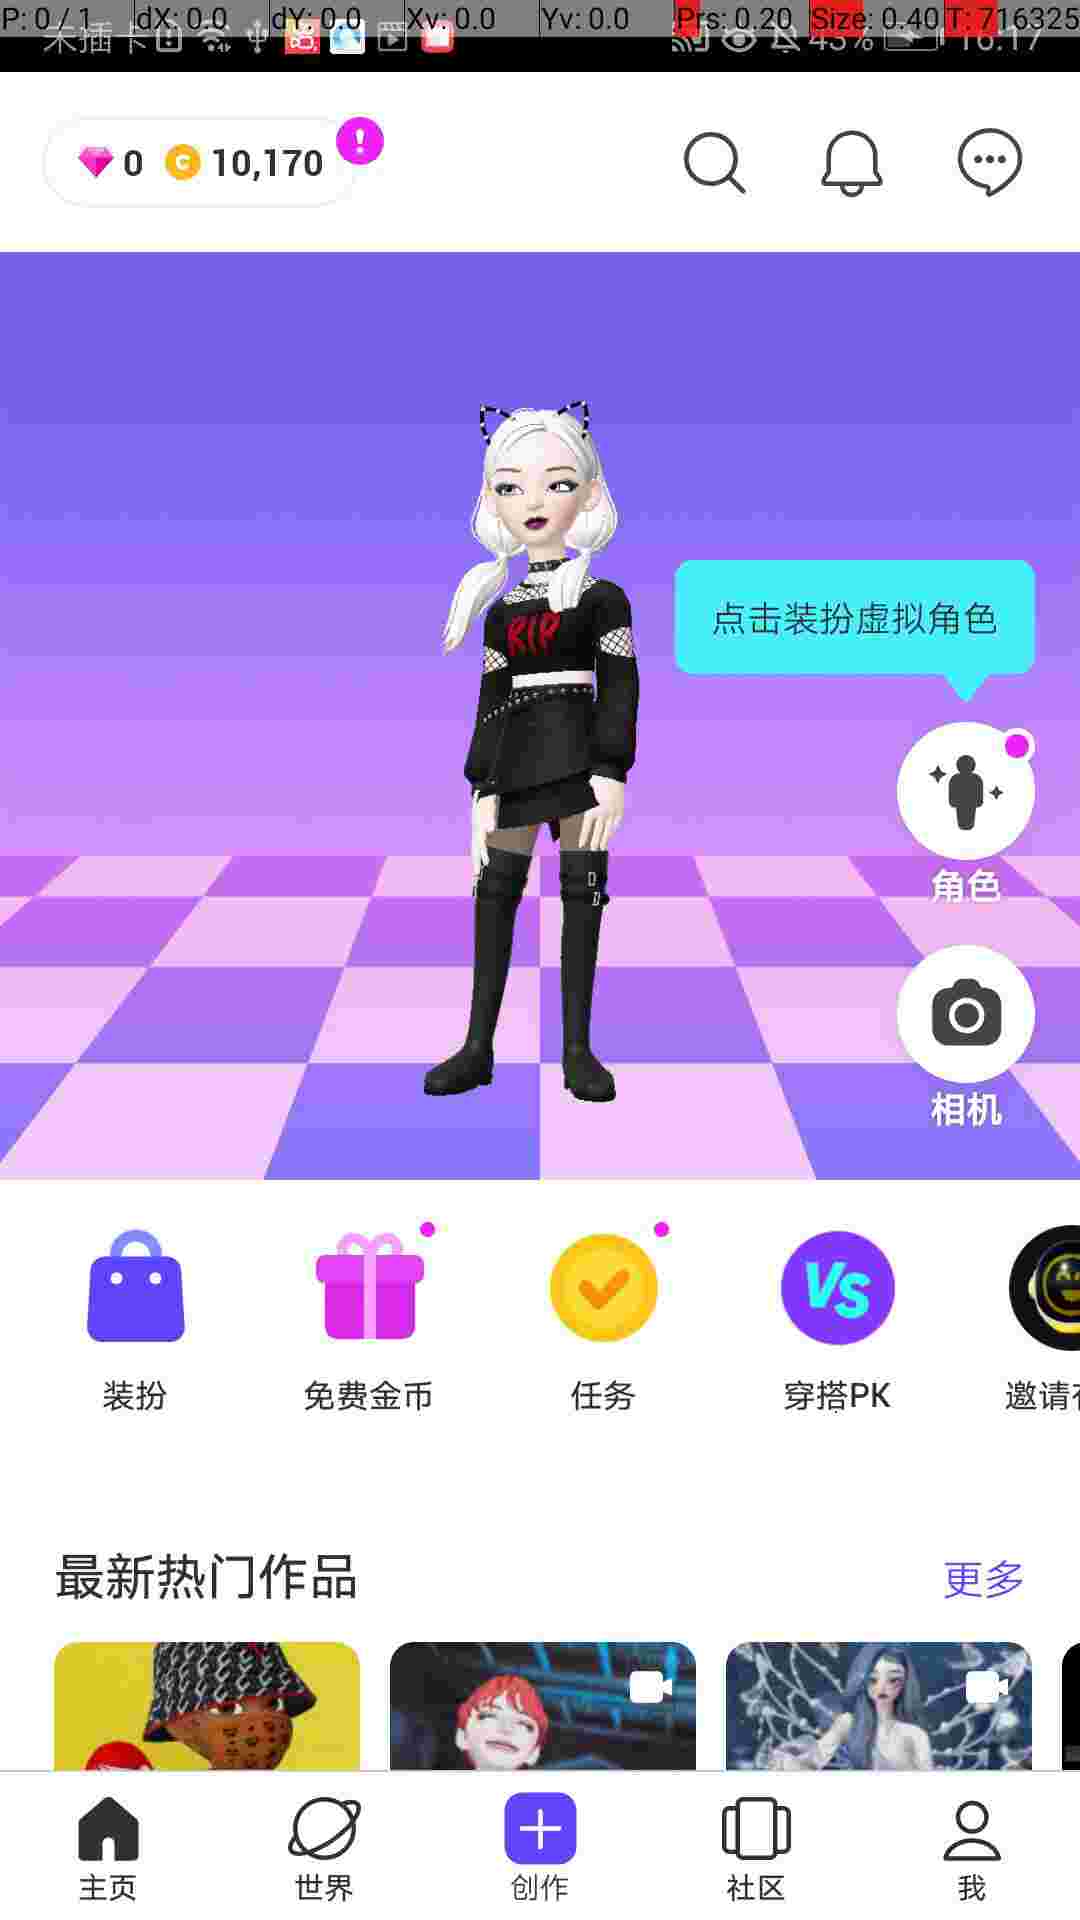 P: 0 / 1 dX: 0.0 dY: 0.0 Xv: 0.0 Yv: 0.0 Prs: 0.20 Size: 0.40 T: 716325
未插卡 43% 16:17
0 C 10,170 !
RIP
点击装扮虚拟角色
角色
相机
VS
装扮 免费金币 任务 穿搭PK 邀请
最新热门作品 更多
主页 世界 创作 社区 我